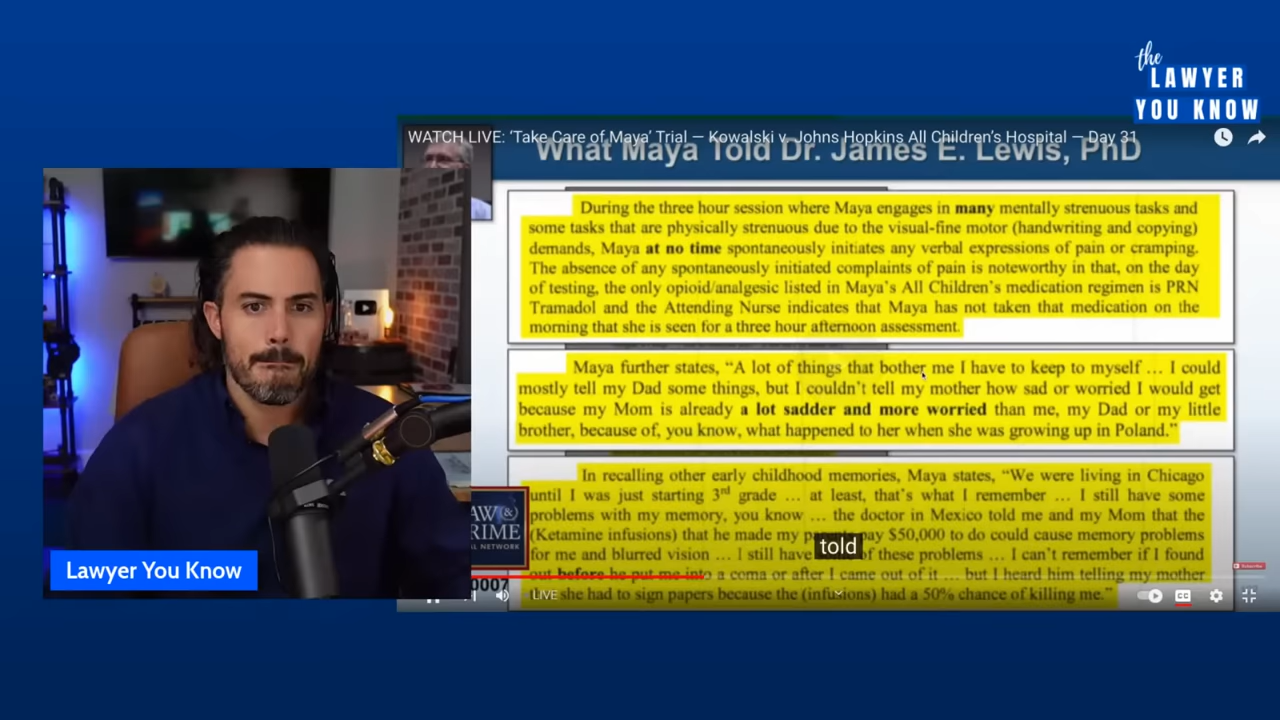 the
LAWYER
YOU KNOW
WATCH LIVE: 'Take Care of Maya' Trial — Kowalski v. Johns Hopkins All Children's Hospital — Day 31
What Maya Told Dr. James E. Lewis, PhD
During the three hour session where Maya engages in many mentally strenuous tasks and
some tasks that are physically strenuous due to the visual-fine motor (handwriting and copying)
demands, Maya at no time spontaneously initiates any verbal expressions of pain or cramping.
The absence of any spontaneously initiated complaints of pain is noteworthy in that, on the day
of testing, the only opioid/analgesic listed in Maya's All Children's medication regimen is PRN
Tramadol and the Attending Nurse indicates that Maya has not taken that medication on the
morning that she is seen for a three hour afternoon assessment.
Maya further states, "A lot of things that bother me I have to keep to myself ... I could
mostly tell my Dad some things, but I couldn't tell my mother how sad or worried I would get
because my Mom is already a lot sadder and more worried than me, my Dad or my little
brother, because of, you know, what happened to her when she was growing up in Poland."
In recalling other early childhood memories, Maya states, "We were living in Chicago
until I was just starting 3rd grade ... at least, that's what I remember ... I still have some
problems with my memory, you know ... the doctor in Mexico told me and my Mom that the
(Ketamine infusions) that he made my pay $50,000 to do could cause memory problems
for me and blurred vision ... I still have of these problems ... I can't remember if I found
out before he put me into a coma or after I came out of it ... but I heard him telling my mother
she had to sign papers because the (infusions) had a 50% chance of killing me."
told
AW &
RIME
L NETWORK
0007
LIVE
CC
Lawyer You Know